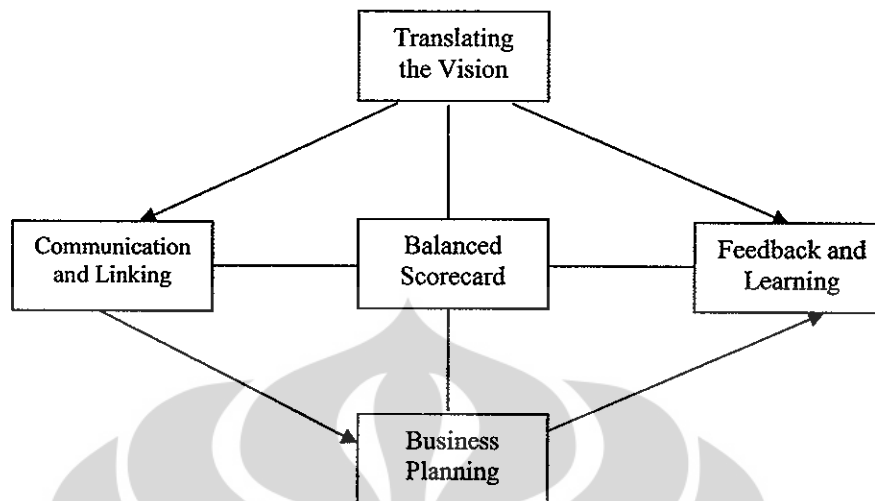 Translating
the Vision
Communication
and Linking
Balanced
Scorecard
Feedback and
Learning
Business
Planning